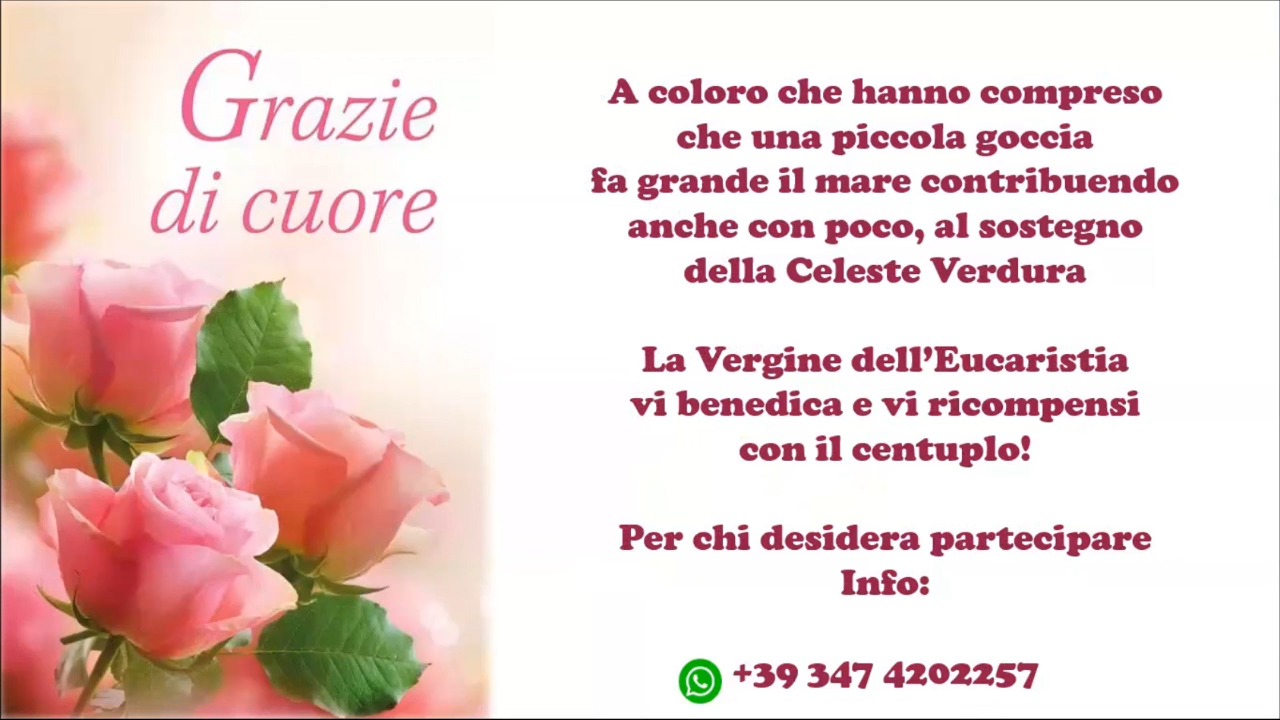 Grazie
di cuore
A coloro che hanno compreso
che una piccola goccia
fa grande il mare contribuendo
anche con poco, al sostegno
della Celeste Verdura
La Vergine dell’Eucaristia
vi benedica e vi ricompensi
con il centuplo!
Per chi desidera partecipare
Info:
+39 347 4202257